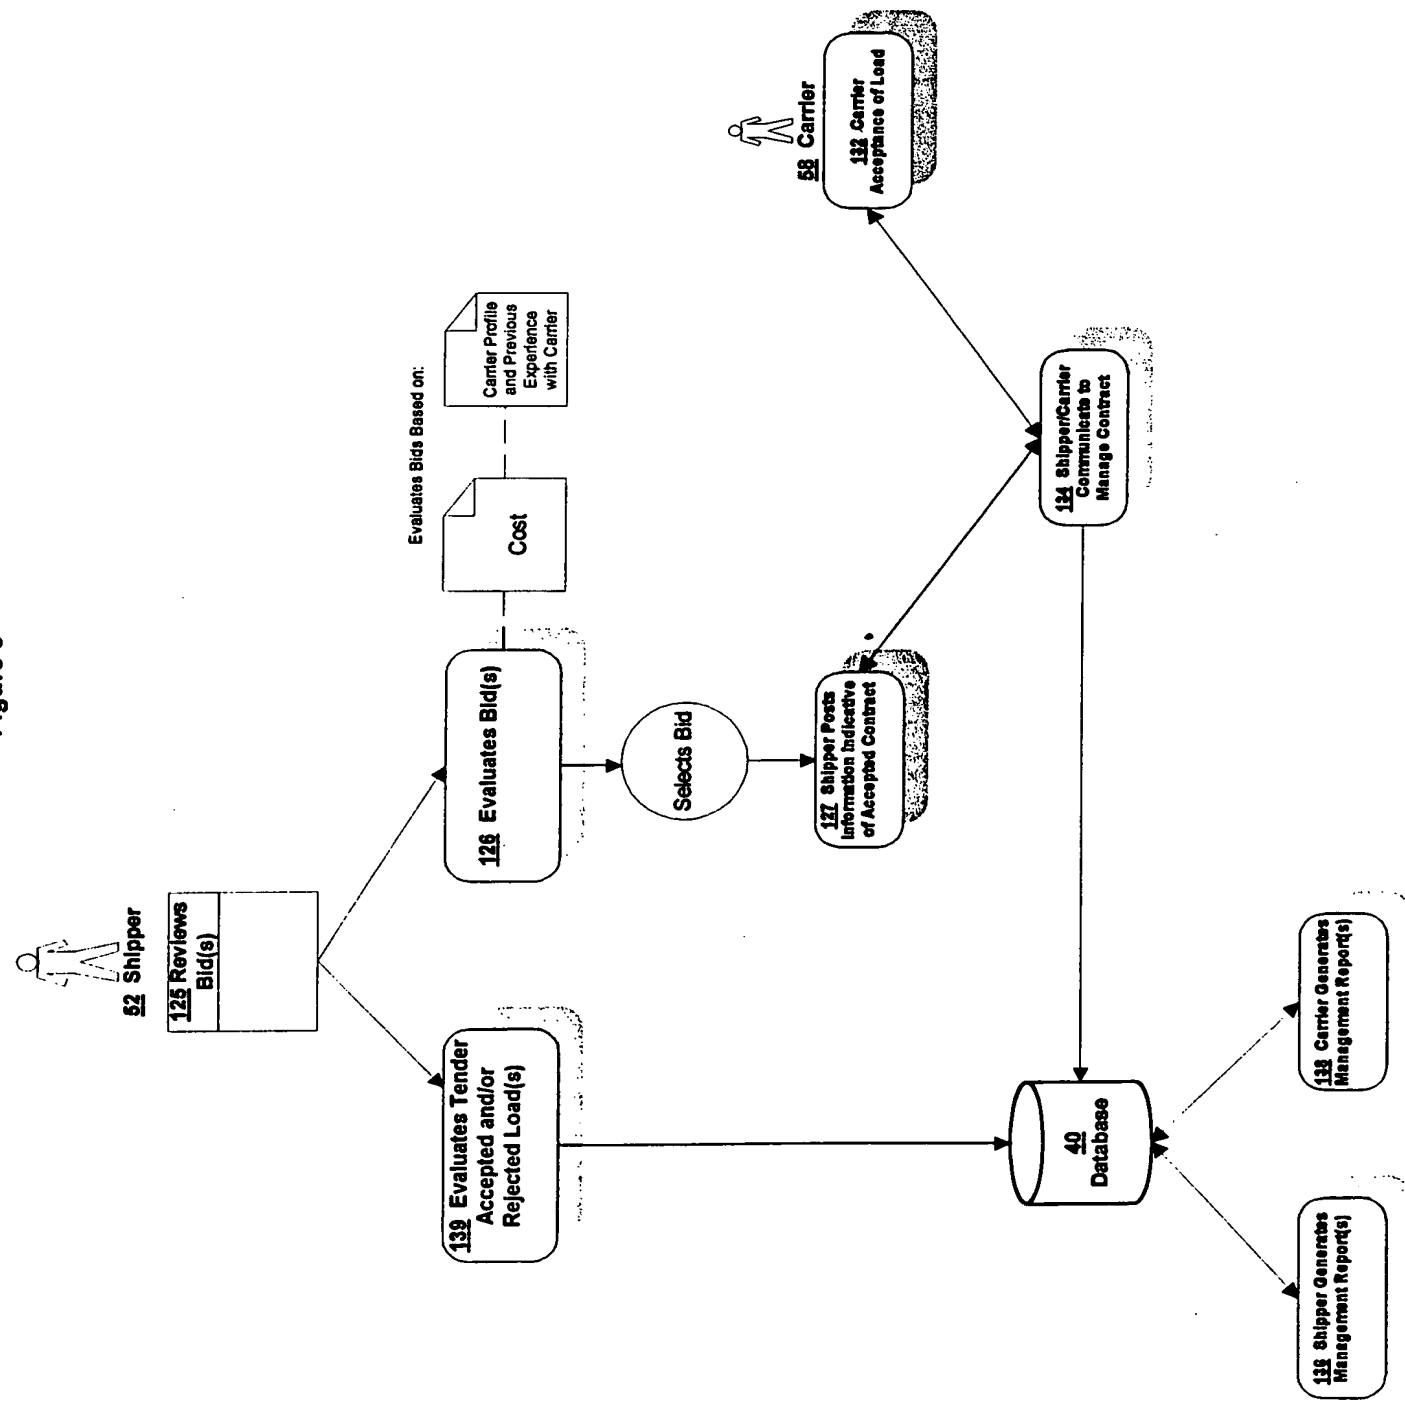 52 Shipper
125 Reviews
Bid(s)
139 Evaluates Tender
Accepted and/or
Rejected Load(s)
126 Evaluates Bid(s)
Evaluates Bids Based on:
Cost
Carrier Profile
and Previous
Experience
with Carrier
Selects Bid
127 Shipper Posts
Information Indicative
of Accepted Contract
58 Carrier
132 Carrier
Acceptance of Load
134 Shipper/Carrier
Communicate to
Manage Contract
40
Database
136 Shipper Generates
Management Report(s)
138 Carrier Generates
Management Report(s)